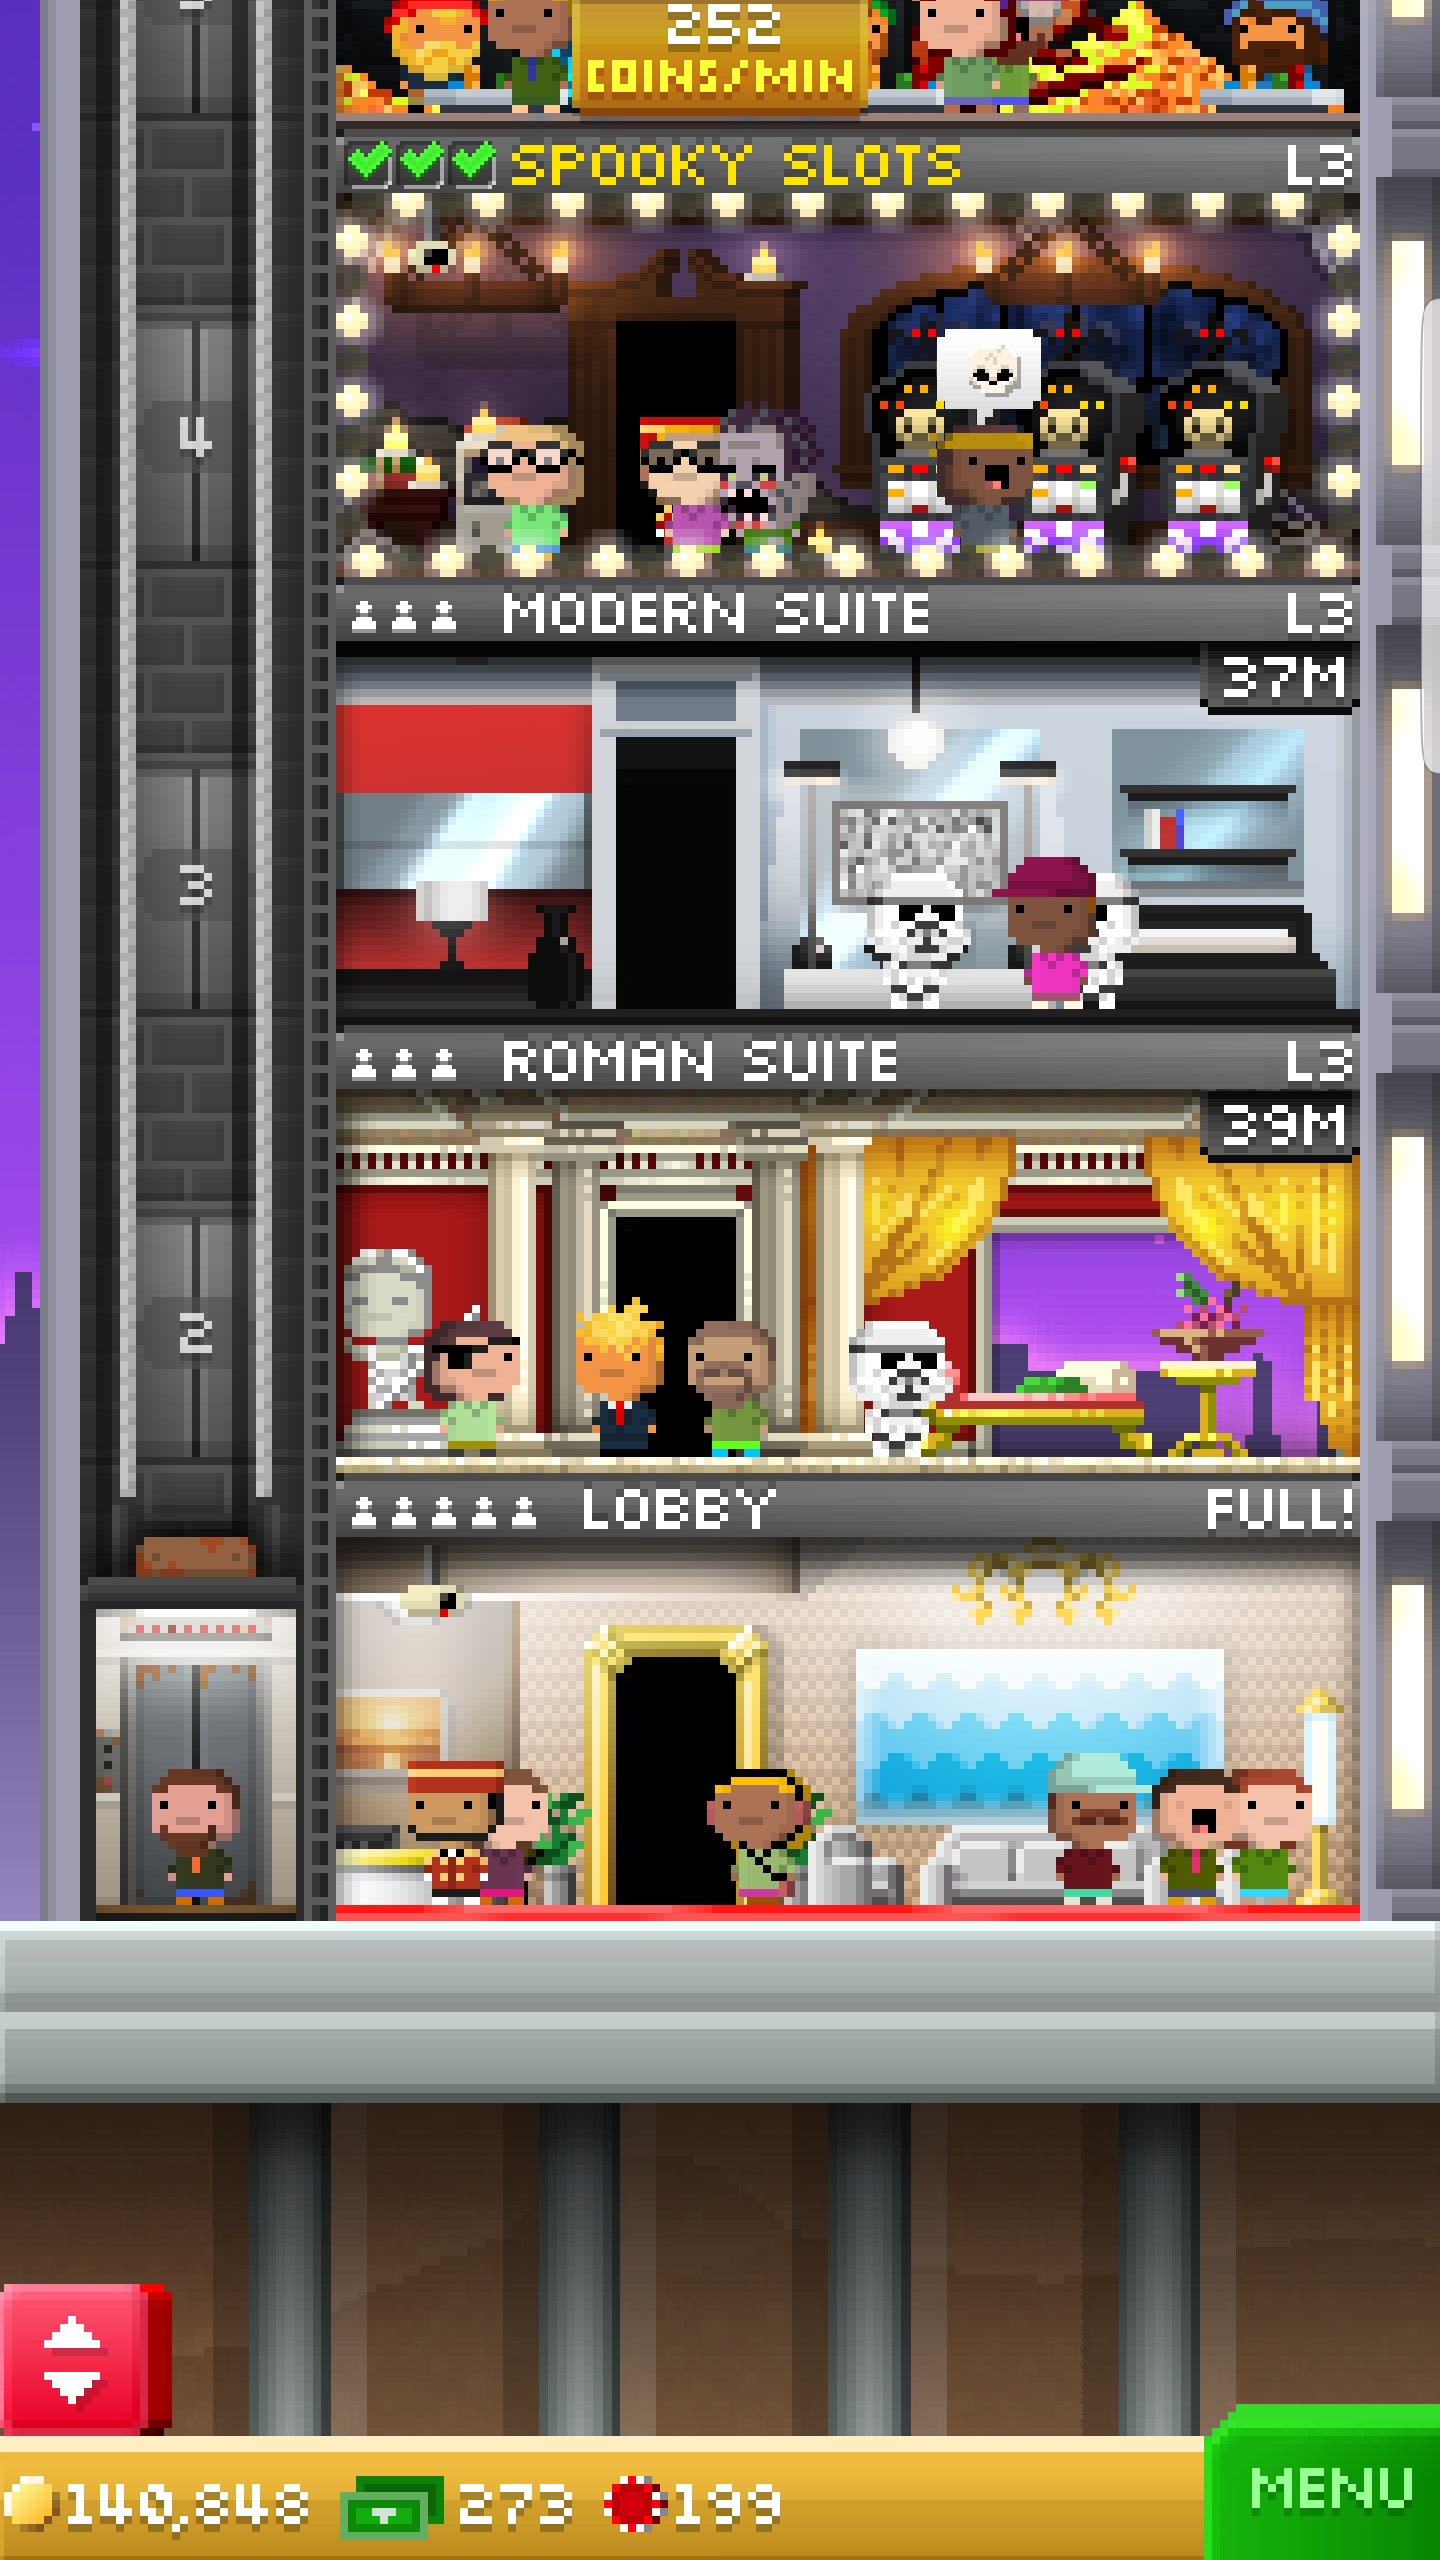 252
COINS/MIN
SPOOKY SLOTS L3
4
MODERN SUITE L3
37M
3
ROMAN SUITE L3
39M
2
LOBBY FULL!
140,848 273 199
MENU